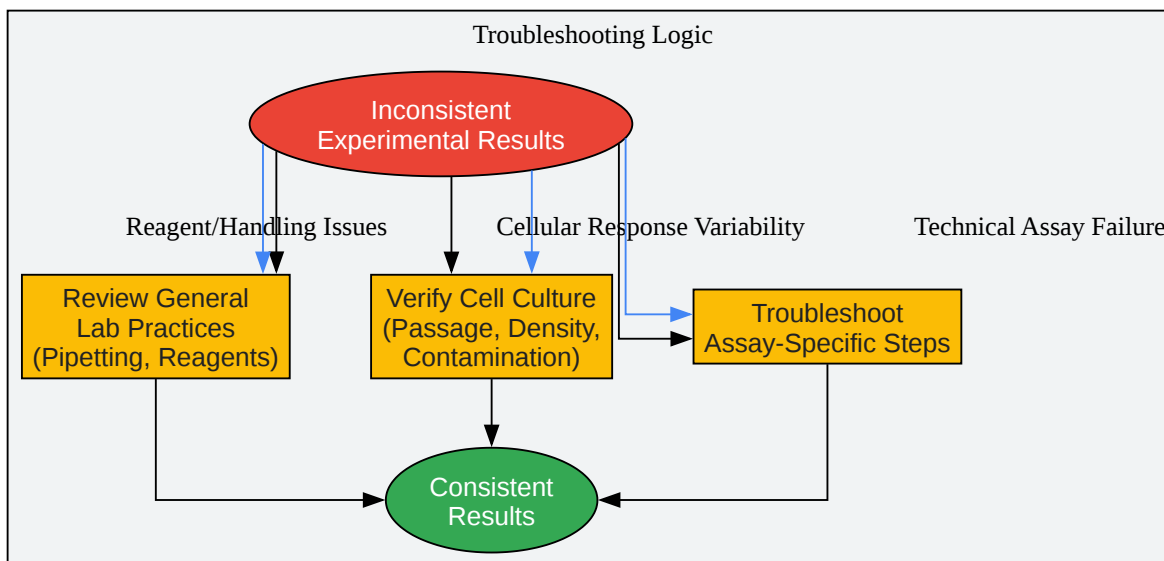 Troubleshooting Logic
Inconsistent
Experimental Results
Reagent/Handling Issues
Cellular Response Variability
Technical Assay Failure
Review General
Lab Practices
(Pipetting, Reagents)
Verify Cell Culture
(Passage, Density,
Contamination)
Troubleshoot
Assay-Specific Steps
Consistent
Results